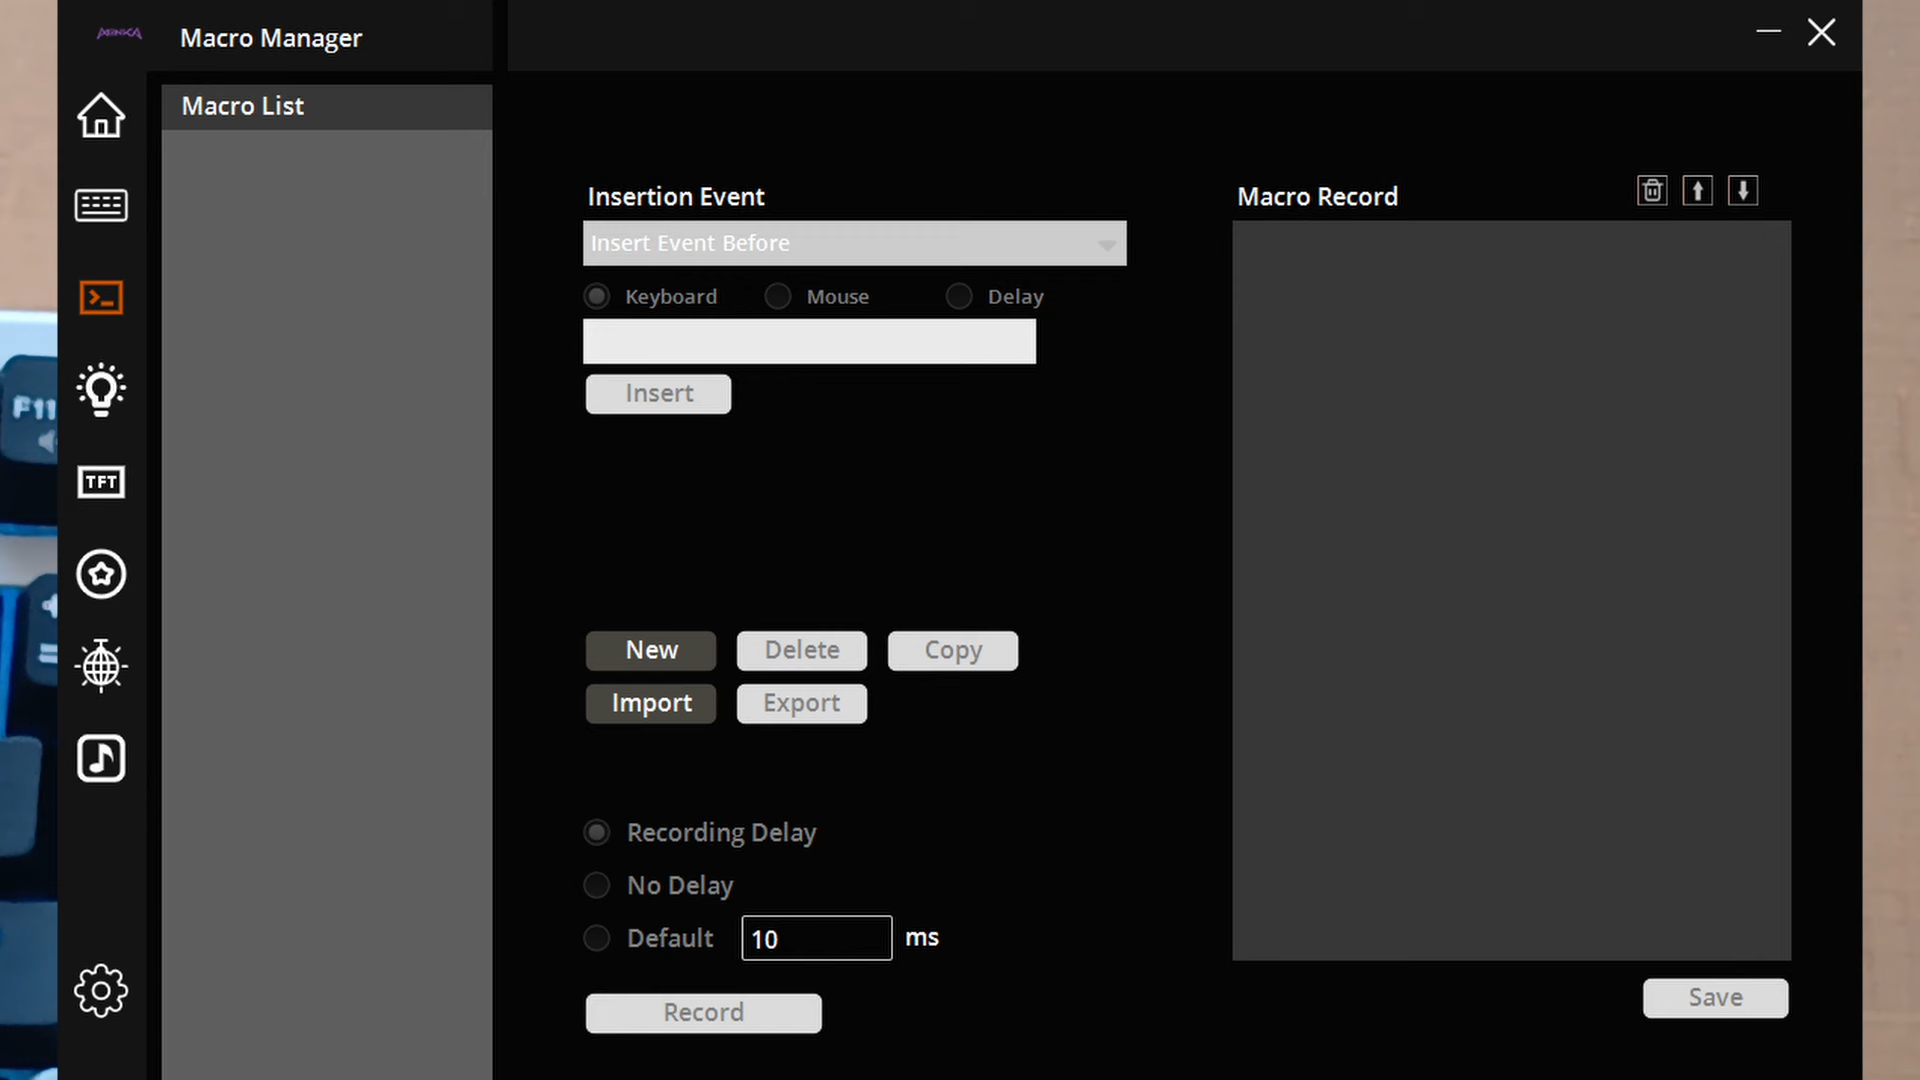 Macro Manager
Macro List
Insertion Event
Insert Event Before
Keyboard
Mouse
Delay
Insert
Macro Record
F11
TFT
New
Delete
Copy
Import
Export
Recording Delay
No Delay
Default 10 ms
Record
Save